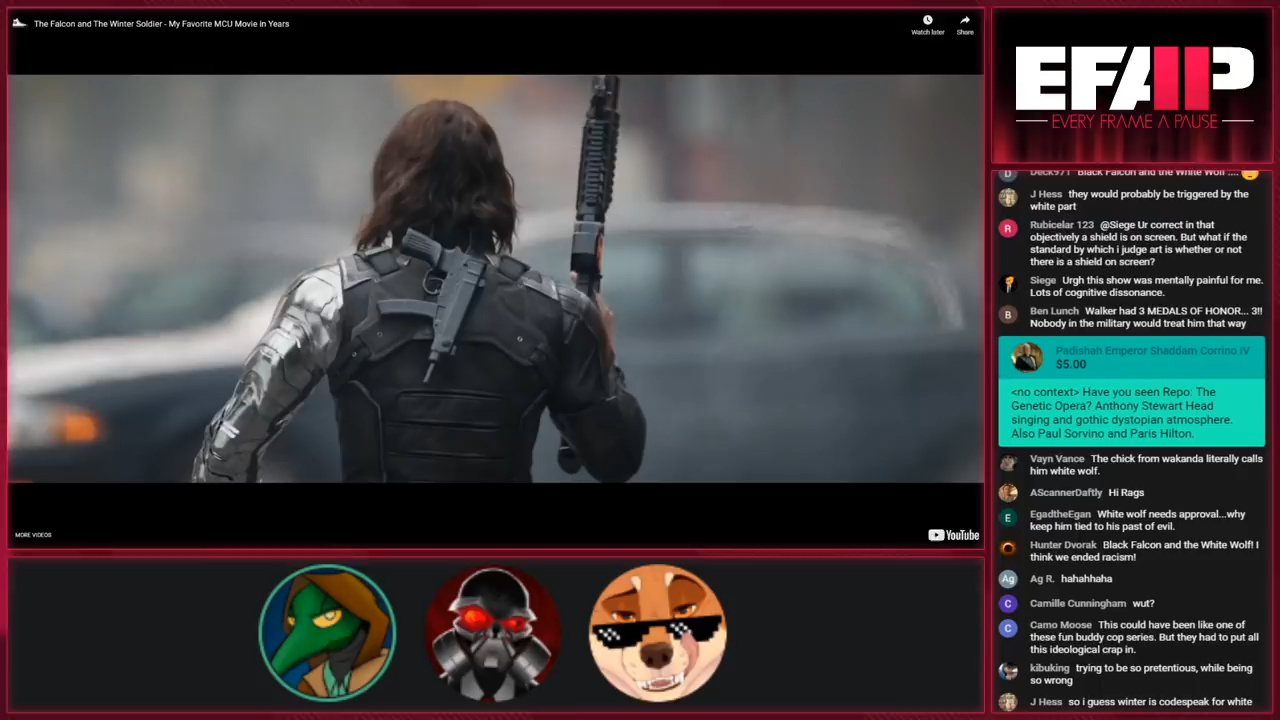 The Falcon and The Winter Soldier - My Favorite MCU Movie in Years
Watch later
Share
MORE VIDEOS
YouTube
EFAP
EVERY FRAME A PAUSE
D Deck971 Black Falcon and the White Wolf ....
J Hess they would probably be triggered by the
white part
R Rubicelar 123 @Siege Ur correct in that
objectively a shield is on screen. But what if the
standard by which i judge art is whether or not
there is a shield on screen?
Siege Urgh this show was mentally painful for me.
Lots of cognitive dissonance.
B Ben Lunch Walker had 3 MEDALS OF HONOR... 3!!
Nobody in the military would treat him that way
Padishah Emperor Shaddam Corrino IV
$5.00
<no context> Have you seen Repo: The
Genetic Opera? Anthony Stewart Head
singing and gothic dystopian atmosphere.
Also Paul Sorvino and Paris Hilton.
Vayn Vance The chick from wakanda literally calls
him white wolf.
AScannerDaftly Hi Rags
E EgadtheEgan White wolf needs approval...why
keep him tied to his past of evil.
Hunter Dvorak Black Falcon and the White Wolf! I
think we ended racism!
Ag Ag R. hahahhaha
C Camille Cunningham wut?
C Camo Moose This could have been like one of
these fun buddy cop series. But they had to put all
this ideological crap in.
kibuking trying to be so pretentious, while being
so wrong
J Hess so i guess winter is codespeak for white